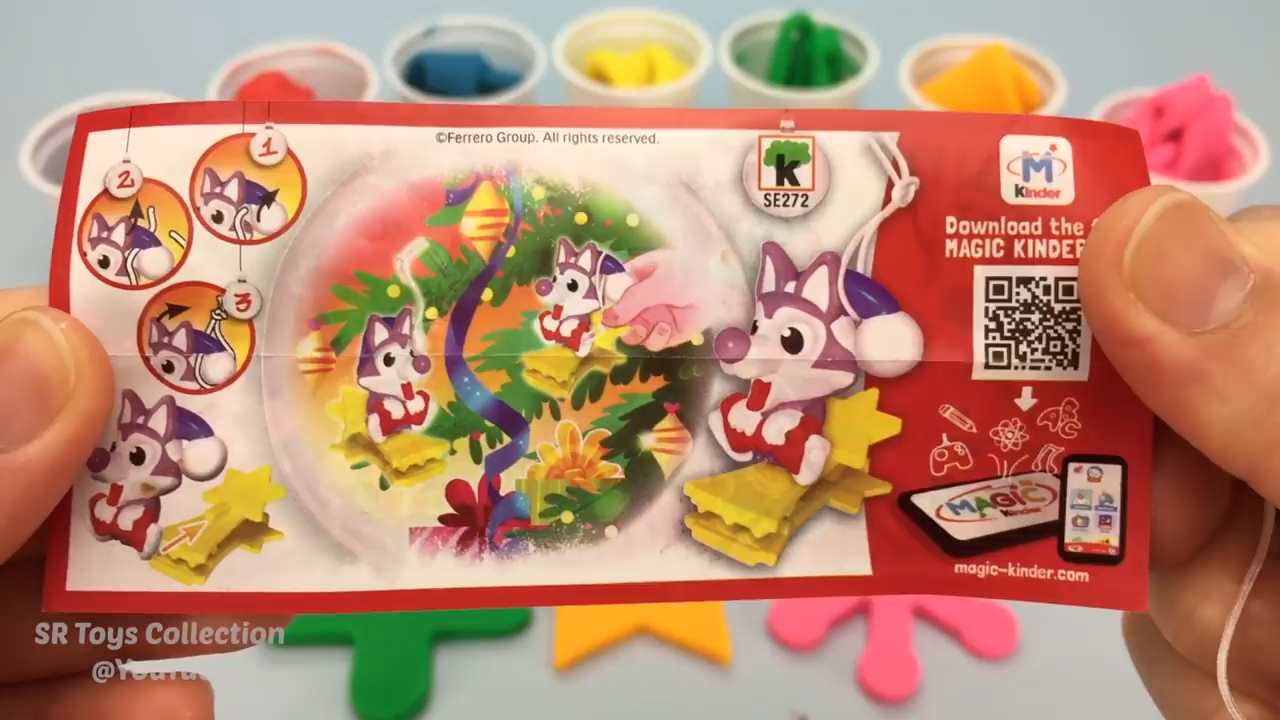 ©Ferrero Group. All rights reserved.
1
2
3
K
SE272
Kinder
Download the
MAGIC KINDER
MAGIC
Kinder
magic-kinder.com
SR Toys Collection